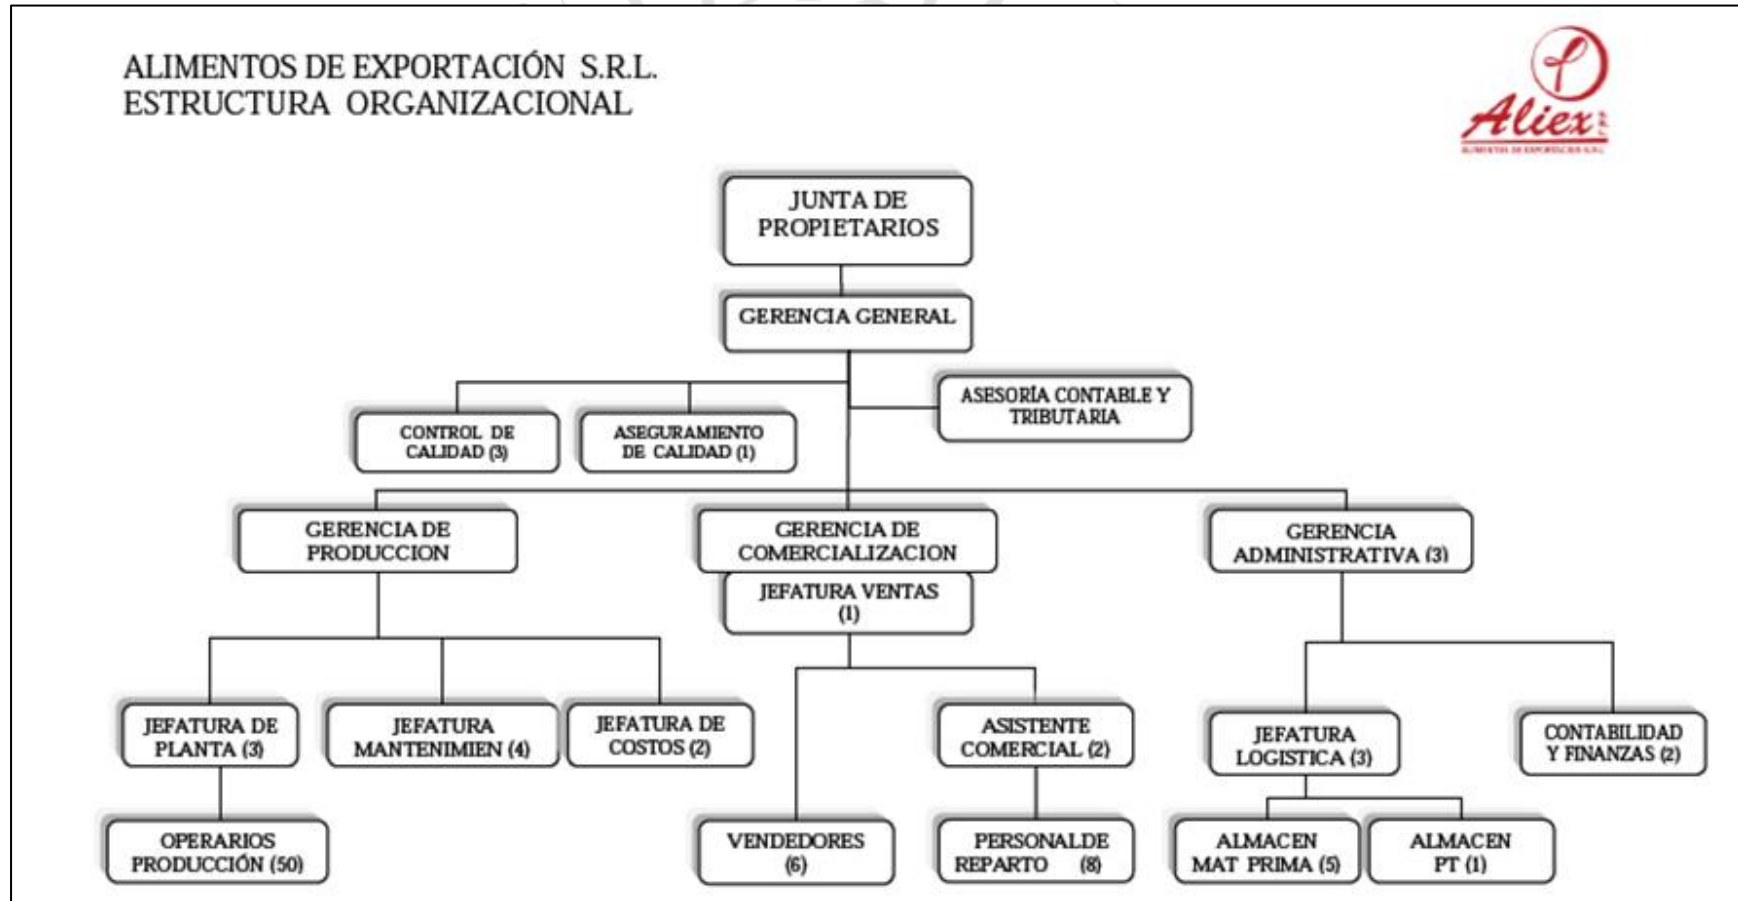 ALIMENTOS DE EXPORTACIÓN S.R.L.
ESTRUCTURA ORGANIZACIONAL
Aliex S.R.L.
ALIMENTOS DE EXPORTACION S.R.L.
JUNTA DE
PROPIETARIOS
GERENCIA GENERAL
ASESORÍA CONTABLE Y
TRIBUTARIA
CONTROL DE
CALIDAD (3)
ASEGURAMIENTO
DE CALIDAD (1)
GERENCIA DE
PRODUCCION
GERENCIA DE
COMERCIALIZACION
JEFATURA VENTAS
(1)
GERENCIA
ADMINISTRATIVA (3)
JEFATURA DE
PLANTA (3)
JEFATURA
MANTENIMIEN (4)
JEFATURA DE
COSTOS (2)
ASISTENTE
COMERCIAL (2)
JEFATURA
LOGISTICA (3)
CONTABILIDAD
Y FINANZAS (2)
OPERARIOS
PRODUCCIÓN (50)
VENDEDORES
(6)
PERSONALDE
REPARTO (8)
ALMACEN
MAT PRIMA (5)
ALMACEN
PT (1)